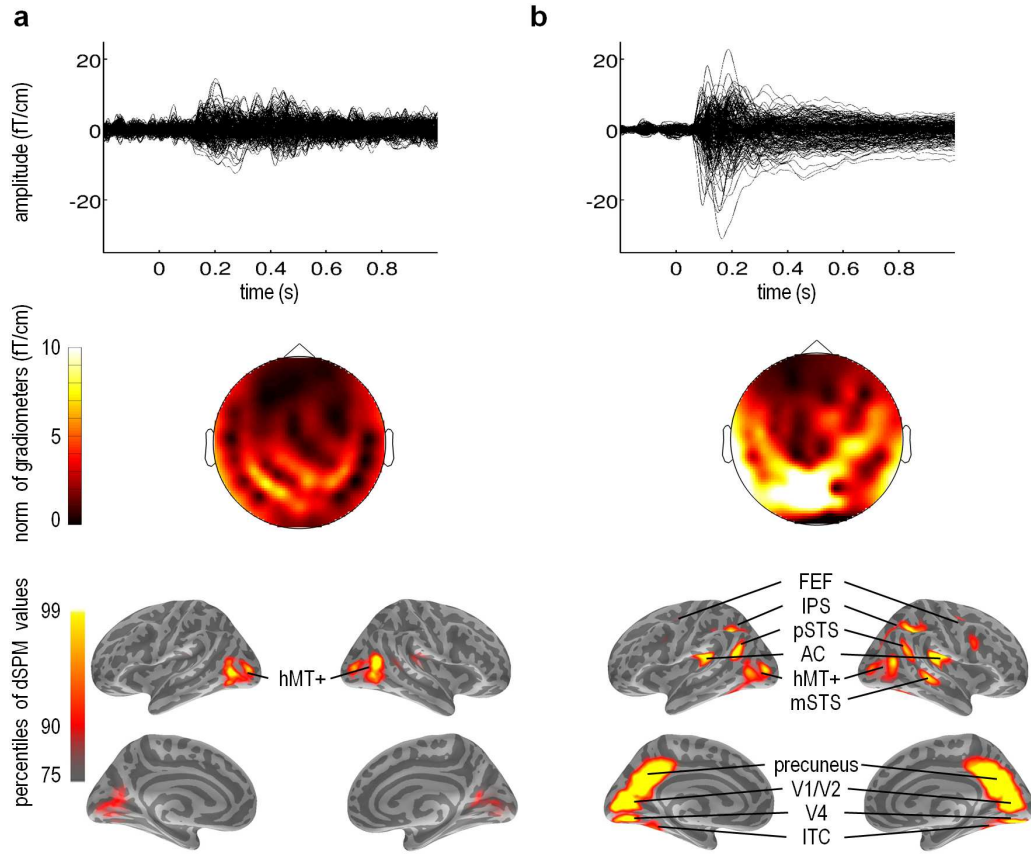 a
b
amplitude (fT/cm)
20
0
-20
0
0.2
0.4
0.6
0.8
time (s)
20
0
-20
0
0.2
0.4
0.6
0.8
time (s)
norm of gradiometers (fT/cm)
10
5
0
percentiles of dSPM values
99
90
75
hMT+
FEF
IPS
pSTS
AC
hMT+
mSTS
precuneus
V1/V2
V4
ITC